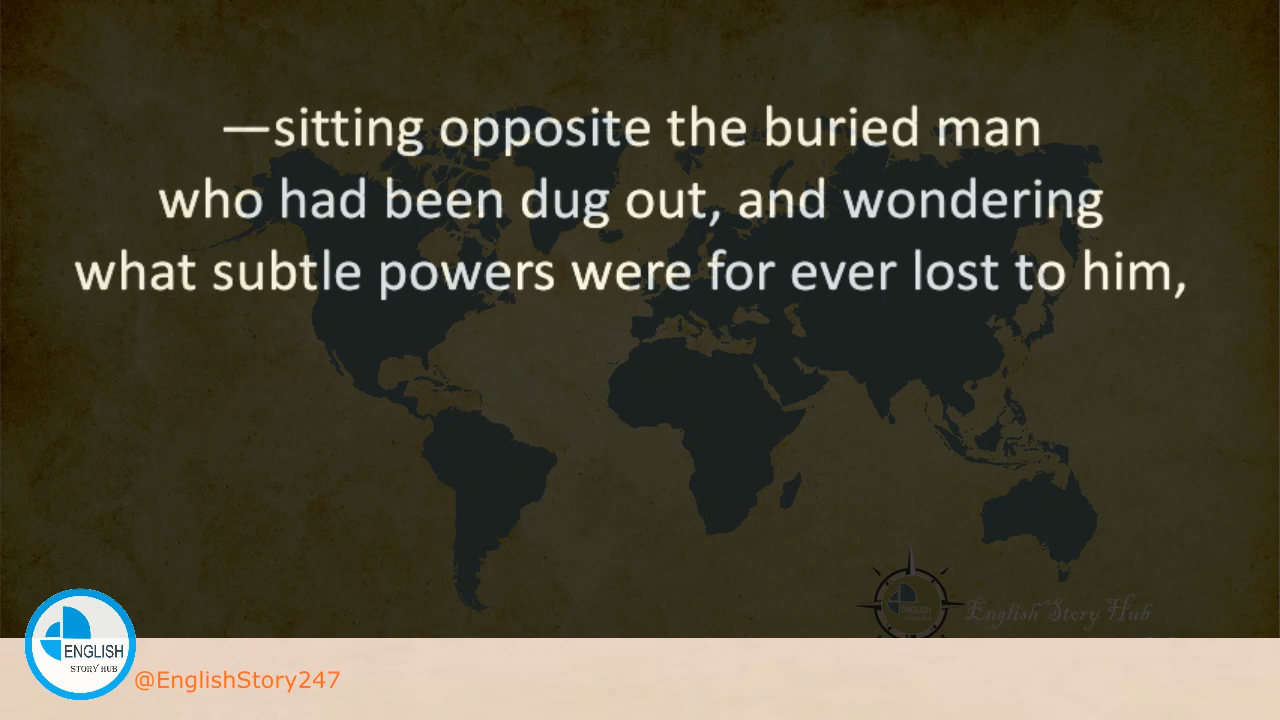 —sitting opposite the buried man
who had been dug out, and wondering
what subtle powers were for ever lost to him,
English Story Hub
ENGLISH
STORY HUB
@EnglishStory247